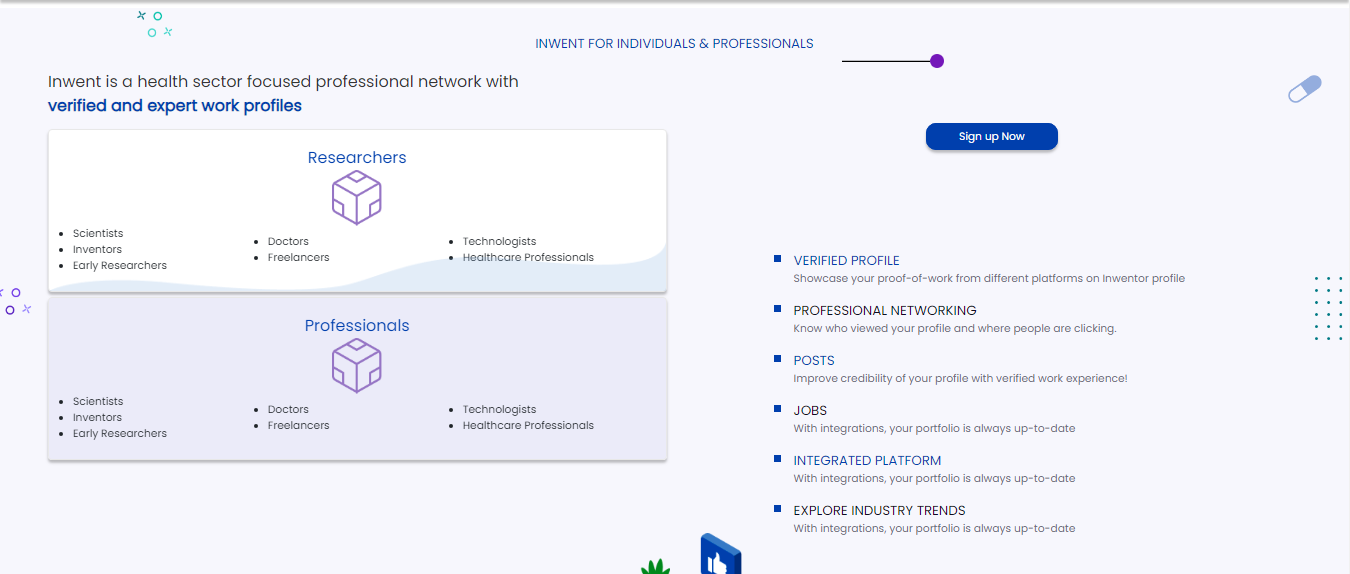 INWENT FOR INDIVIDUALS & PROFESSIONALS
Inwent is a health sector focused professional network with
verified and expert work profiles
Sign up Now
Researchers
Scientists
Inventors
Early Researchers
Doctors
Freelancers
Technologists
Healthcare Professionals
Professionals
Scientists
Inventors
Early Researchers
Doctors
Freelancers
Technologists
Healthcare Professionals
VERIFIED PROFILE
Showcase your proof-of-work from different platforms on Inwentor profile
PROFESSIONAL NETWORKING
Know who viewed your profile and where people are clicking.
POSTS
Improve credibility of your profile with verified work experience!
JOBS
With integrations, your portfolio is always up-to-date
INTEGRATED PLATFORM
With integrations, your portfolio is always up-to-date
EXPLORE INDUSTRY TRENDS
With integrations, your portfolio is always up-to-date